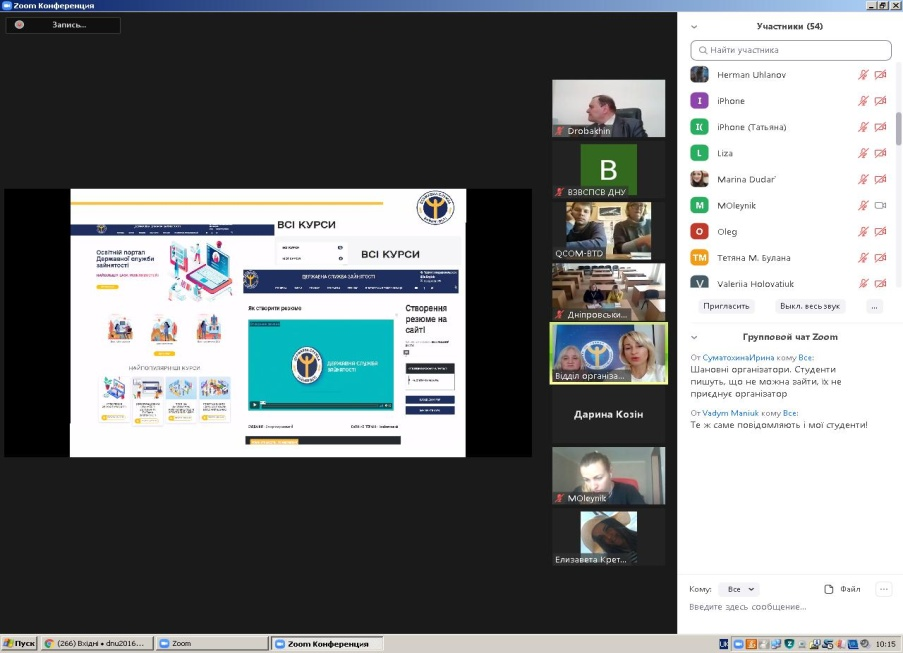 Zoom Конференция
Запись...
ВСІ КУРСИ
ВСІ КУРСИ
Освітній портал
Державної служби
зайнятості
ДЕРЖАВНА СЛУЖБА ЗАЙНЯТОСТІ
Як створити резюме
Створення
резюме на
сайті
ДЕРЖАВНА СЛУЖБА
ЗАЙНЯТОСТІ
НАЙПОПУЛЯРНІШІ КУРСИ
Drobakhin
B
ВЗВСПСВ ДНУ
QCOM-BTD
Дніпровськи...
Відділ організа...
Дарина Козін
MOleynik
Елизавета Крет...
Участники (54)
Найти участника
Herman Uhlanov
I iPhone
I( iPhone (Татьяна)
L Liza
Marina Dudar'
M MOleynik
O Oleg
TM Тетяна М. Булана
V Valeriia Holovatiuk
Пригласить Выкл. весь звук ...
Групповой чат Zoom
От СуматохинаИрина кому Все:
Шановні організатори. Студенти
пишуть, що не можна зайти, їх не
приєднує організатор
От Vadym Maniuk кому Все:
Те ж саме повідомляють і мої студенти!
Кому: Все Файл ...
Введите здесь сообщение...
Пуск (266) Вхідні • dnu2016... Zoom Zoom Конференция UK 10:15